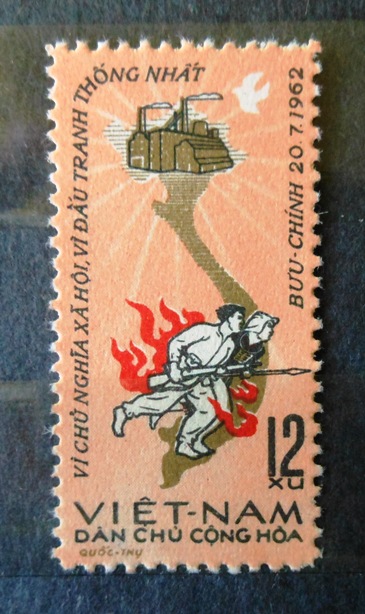 VÌ CHỦ NGHĨA XÃ HỘI, VÌ ĐẤU TRANH THỐNG NHẤT
BƯU-CHÍNH 20.7.1962
12
XU
VIỆT-NAM
DÂN CHỦ CỘNG HÒA
QUỐC-THỤ